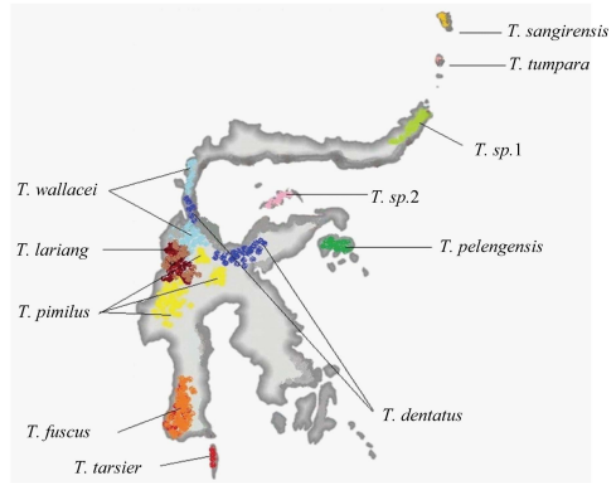 T. sangirensis
T. tumpara
T. sp.1
T. wallacei
T. sp.2
T. lariang
T. pelengensis
T. pimilus
T. dentatus
T. fuscus
T. tarsier